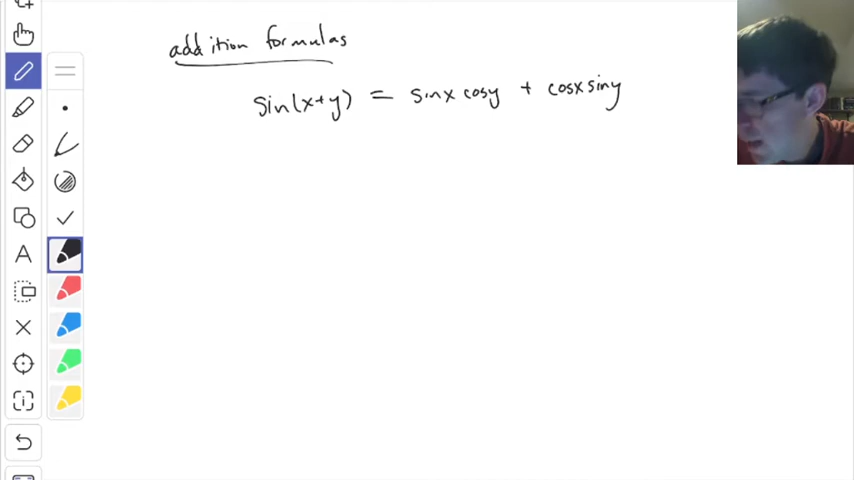 addition formulas
sin(x+y) = sinx cosy + cosx siny
A